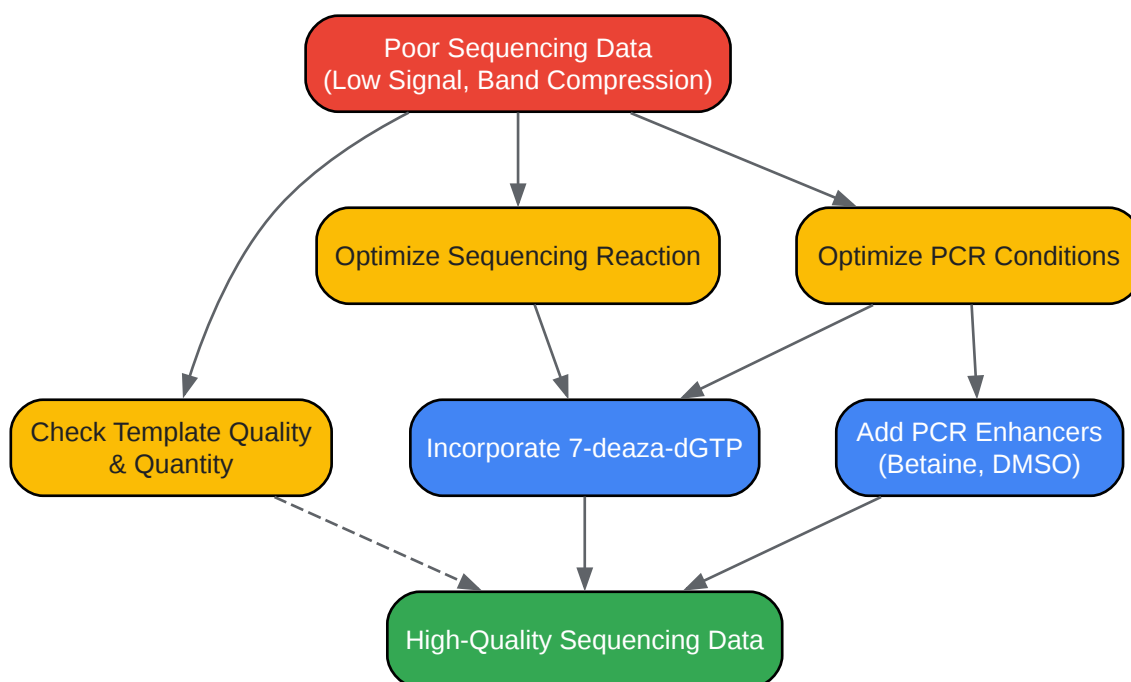 Poor Sequencing Data
(Low Signal, Band Compression)
Optimize Sequencing Reaction
Optimize PCR Conditions
Check Template Quality
& Quantity
Incorporate 7-deaza-dGTP
Add PCR Enhancers
(Betaine, DMSO)
High-Quality Sequencing Data